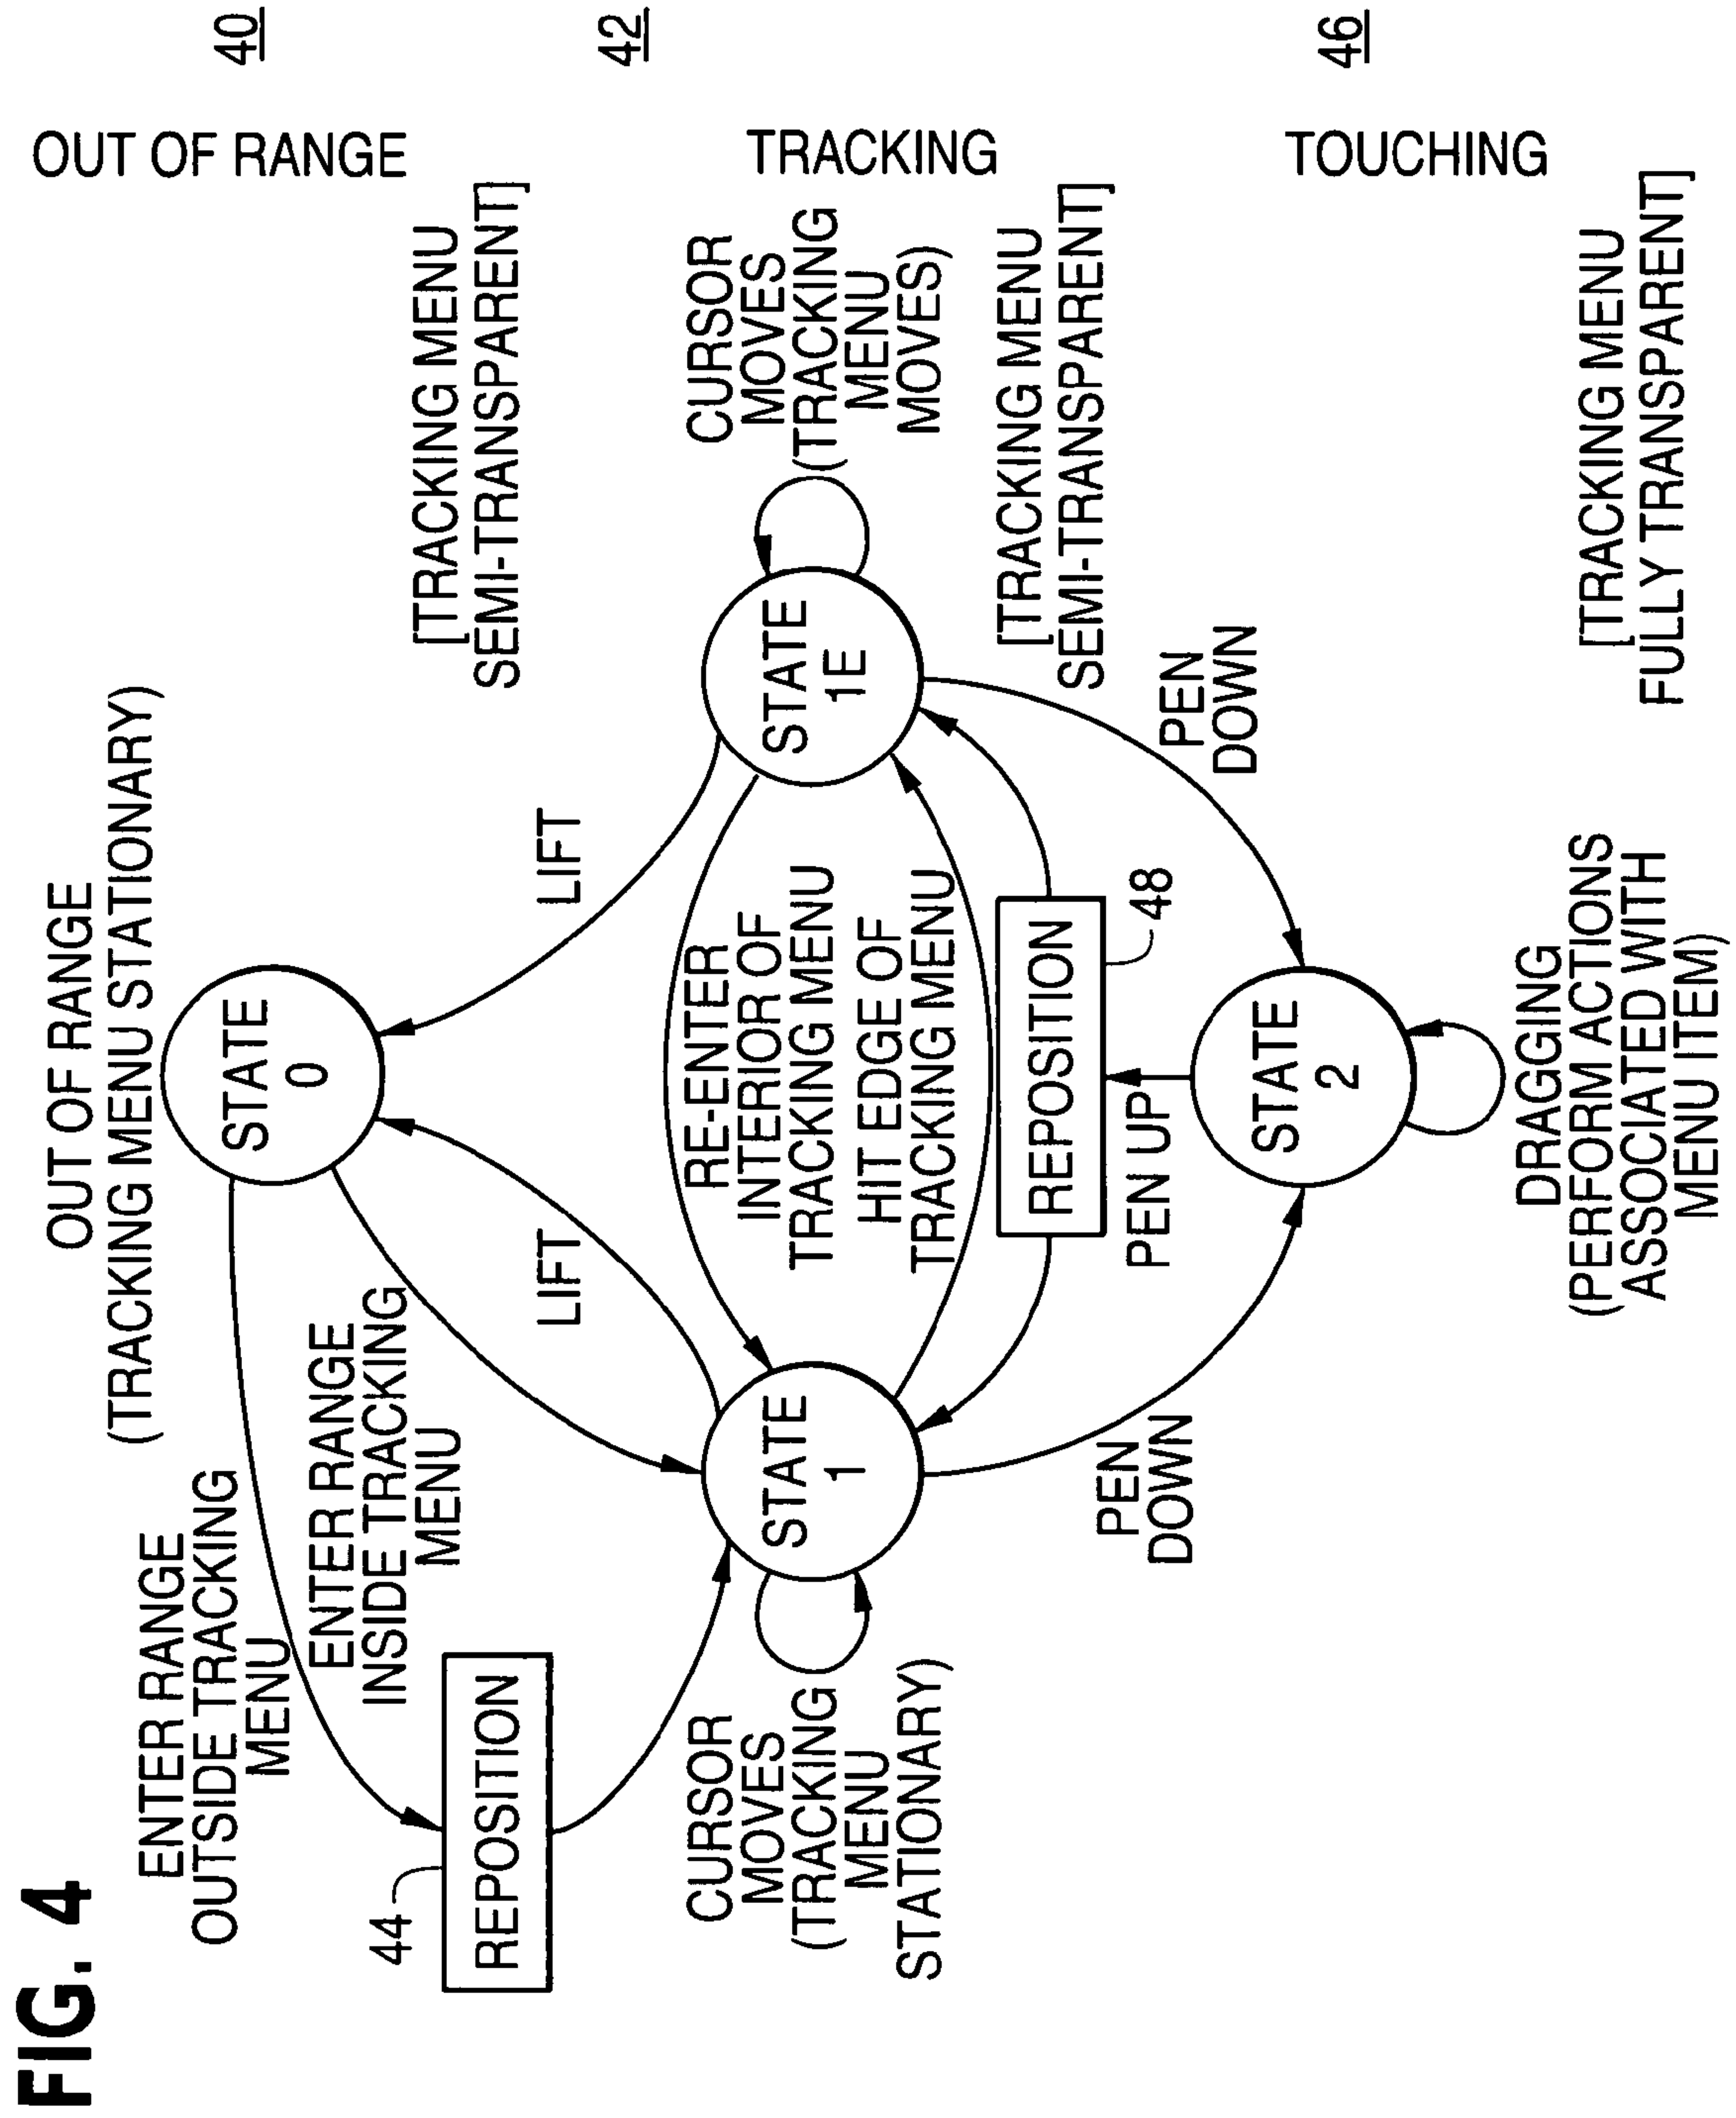 FIG. 4
OUT OF RANGE
(TRACKING MENU STATIONARY)
OUT OF RANGE
40
ENTER RANGE
OUTSIDE TRACKING
MENU
STATE
0
ENTER RANGE
INSIDE TRACKING
MENU
44
REPOSITION
LIFT
LIFT
[TRACKING MENU
SEMI-TRANSPARENT]
42
TRACKING
CURSOR
MOVES
(TRACKING
MENU
STATIONARY)
STATE
1
RE-ENTER
INTERIOR OF
TRACKING MENU
HIT EDGE OF
TRACKING MENU
STATE
1E
CURSOR
MOVES
(TRACKING
MENU
MOVES)
[TRACKING MENU
SEMI-TRANSPARENT]
REPOSITION
48
PEN
DOWN
PEN UP
PEN
DOWN
STATE
2
TOUCHING
46
DRAGGING
(PERFORM ACTIONS
ASSOCIATED WITH
MENU ITEM)
[TRACKING MENU
FULLY TRANSPARENT]